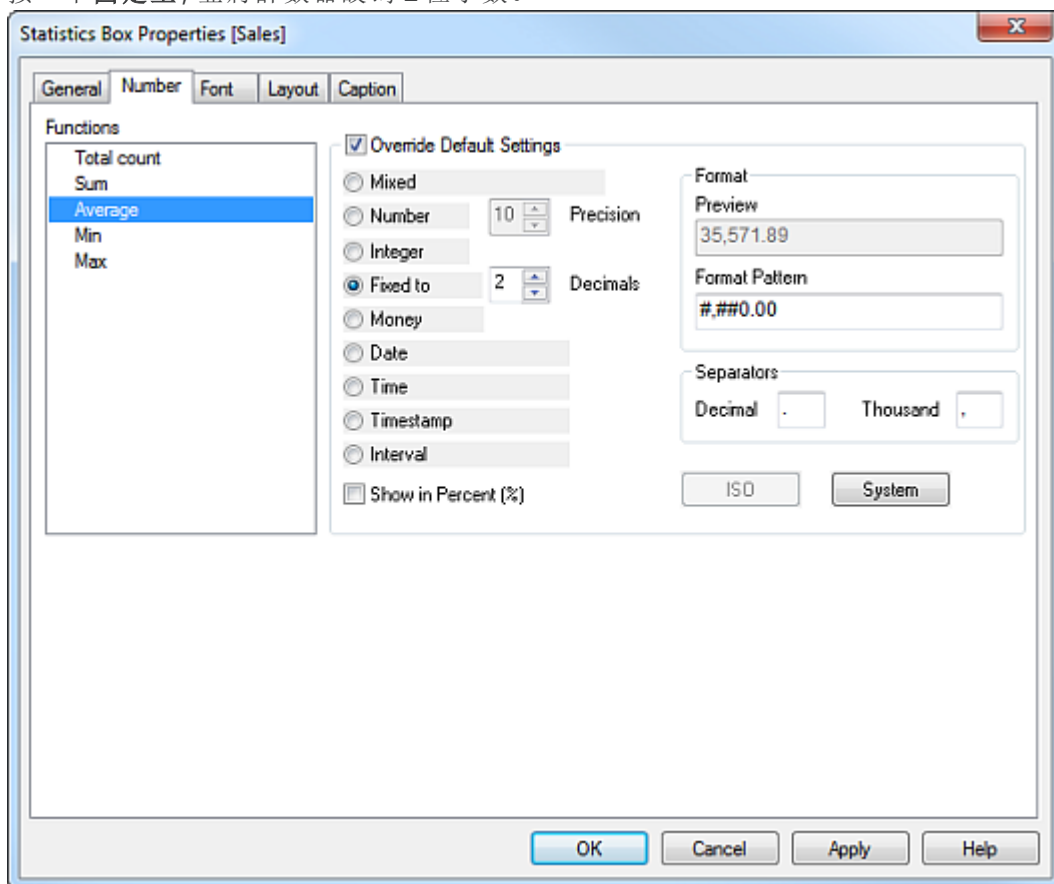 Statistics Box Properties [Sales]
General Number Font Layout Caption
Functions
Total count
Sum
Average
Min
Max
Override Default Settings
Mixed
Number 10 Precision
Integer
Fixed to 2 Decimals
Money
Date
Time
Timestamp
Interval
Show in Percent (%)
Format
Preview
35,571.89
Format Pattern
#,##0.00
Separators
Decimal . Thousand ,
ISO System
OK Cancel Apply Help